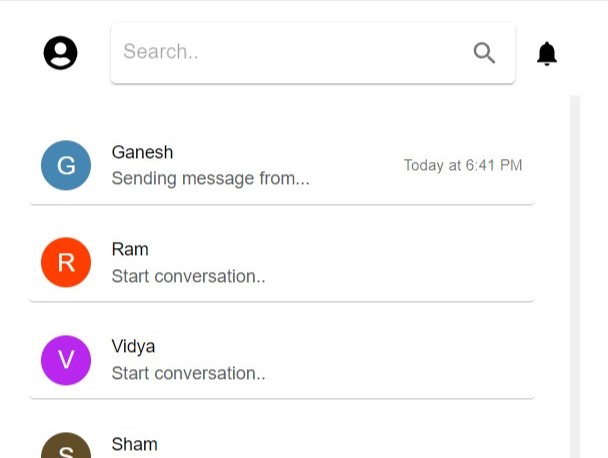 Search..
G
Ganesh
Today at 6:41 PM
Sending message from...
R
Ram
Start conversation..
V
Vidya
Start conversation..
S
Sham